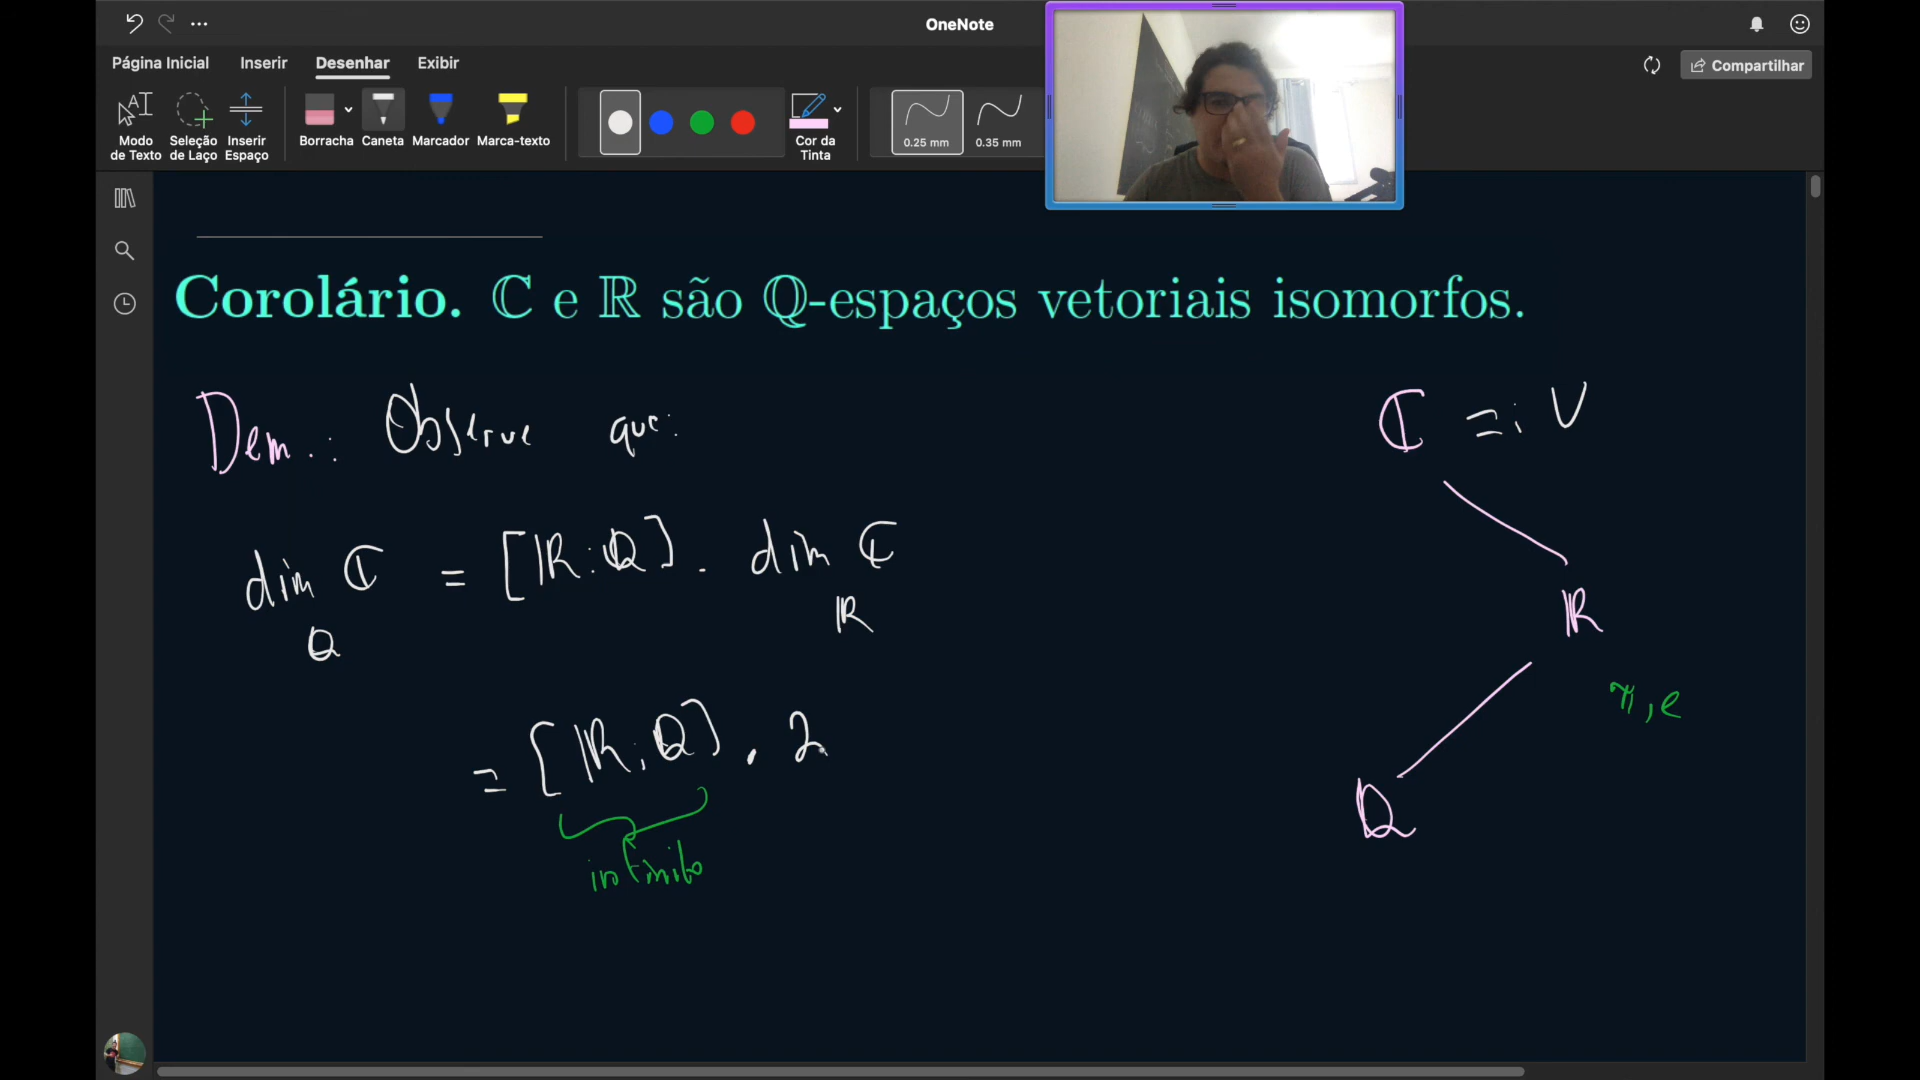 OneNote
Página Inicial Inserir Desenhar Exibir
Compartilhar
Modo de Texto
Seleção de Laço
Inserir Espaço
Borracha
Caneta
Marcador
Marca-texto
Cor da Tinta
0.25 mm
0.35 mm
Corolário. ℂ e ℝ são ℚ-espaços vetoriais isomorfos.
Dem.: Observe que:
ℂ =: V
dim_ℚ ℂ = [ℝ:ℚ] . dim_ℝ ℂ
ℝ
π, e
= [ℝ:ℚ] . 2
ℚ
infinito